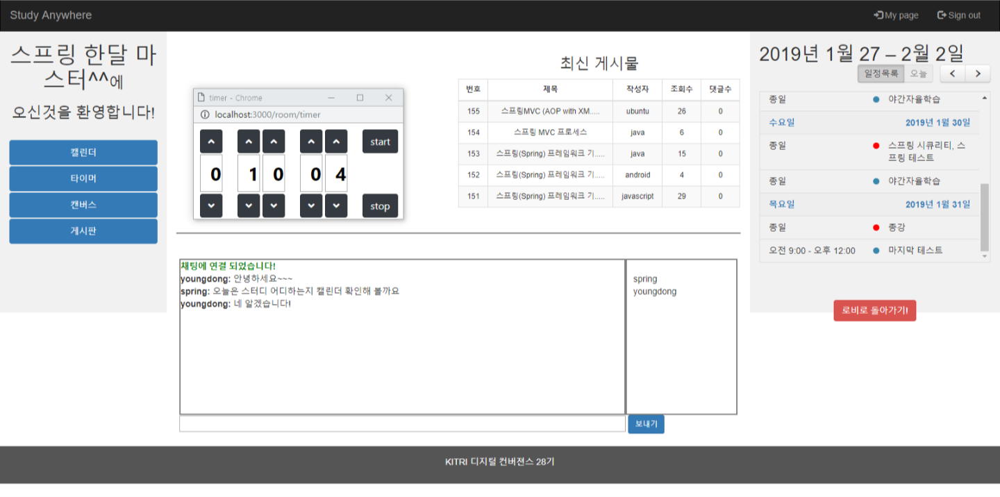 Study Anywhere
My page
Sign out
스프링 한달 마
스터^^에
오신것을 환영합니다!
캘린더
타이머
캔버스
게시판
timer - Chrome
localhost:3000/room/timer
start
0 1 0 0 4
stop
최신 게시물
번호 제목 작성자 조회수 댓글수
155 스프링MVC (AOP with XM..... ubuntu 26 0
154 스프링 MVC 프로세스 java 6 0
153 스프링(Spring) 프레임워크 기..... java 15 0
152 스프링(Spring) 프레임워크 기..... android 4 0
151 스프링(Spring) 프레임워크 기..... javascript 29 0
채팅에 연결 되었습니다!
youngdong: 안녕하세요~~~
spring: 오늘은 스터디 어디하는지 캘린더 확인해 볼까요
youngdong: 네 알겠습니다!
spring
youngdong
보내기
2019년 1월 27 – 2월 2일
일정목록 오늘
종일 야간자율학습
수요일 2019년 1월 30일
종일 스프링 시큐리티, 스
프링 테스트
종일 야간자율학습
목요일 2019년 1월 31일
종일 종강
오전 9:00 - 오후 12:00 마지막 테스트
로비로 돌아가기!
KITRI 디지털 컨버젼스 28기